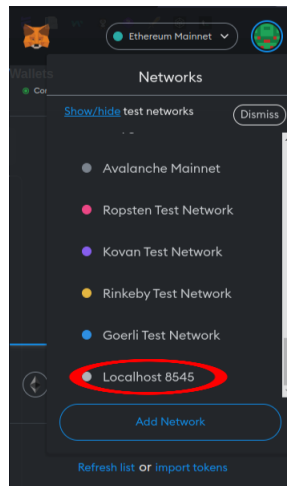 Ethereum Mainnet
Wallets
Networks
Show/hide test networks
Dismiss
Avalanche Mainnet
Ropsten Test Network
Kovan Test Network
Rinkeby Test Network
Goerli Test Network
Localhost 8545
Add Network
Refresh list or import tokens